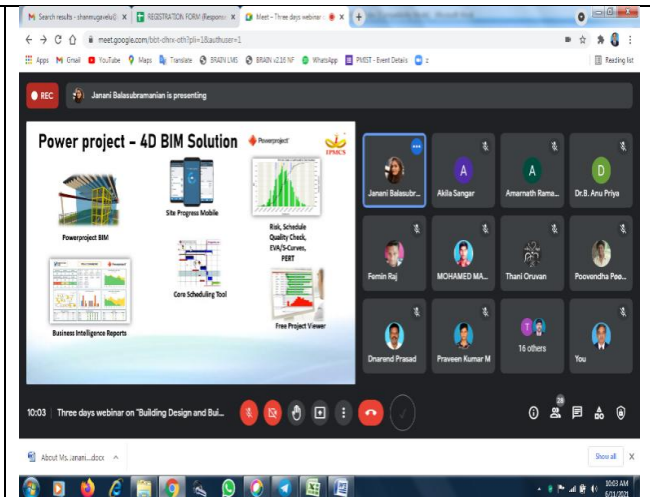 Search results - shanmugavelu@
REGISTRATION FORM (Respons
Meet – Three days webinar
meet.google.com/bbt-dhrx-oth?pli=1&authuser=1
Apps Gmail YouTube Maps Translate BRAIN LMS BRAIN v2.16 NF WhatsApp PMIST - Event Details Reading list
REC
Janani Balasubramanian is presenting
Power project – 4D BIM Solution
Powerproject
Powerproject BIM
Site Progress Mobile
Risk, Schedule
Quality Check,
EVA/S-Curves,
PERT
Business Intelligence Reports
Core Scheduling Tool
Free Project Viewer
Janani Balasubr...
A
Akila Sangar
A
Amarnath Rama...
D
Dr.B. Anu Priya
Femin Raj
MOHAMED MA...
Thani Oruvan
Poovendha Pee...
Dnarend Prasad
Praveen Kumar M
T
16 others
You
10:03 | Three days webinar on "Building Design and Bui...
28
About Ms. Janani....docx
Show all
10:03 AM
6/11/2021